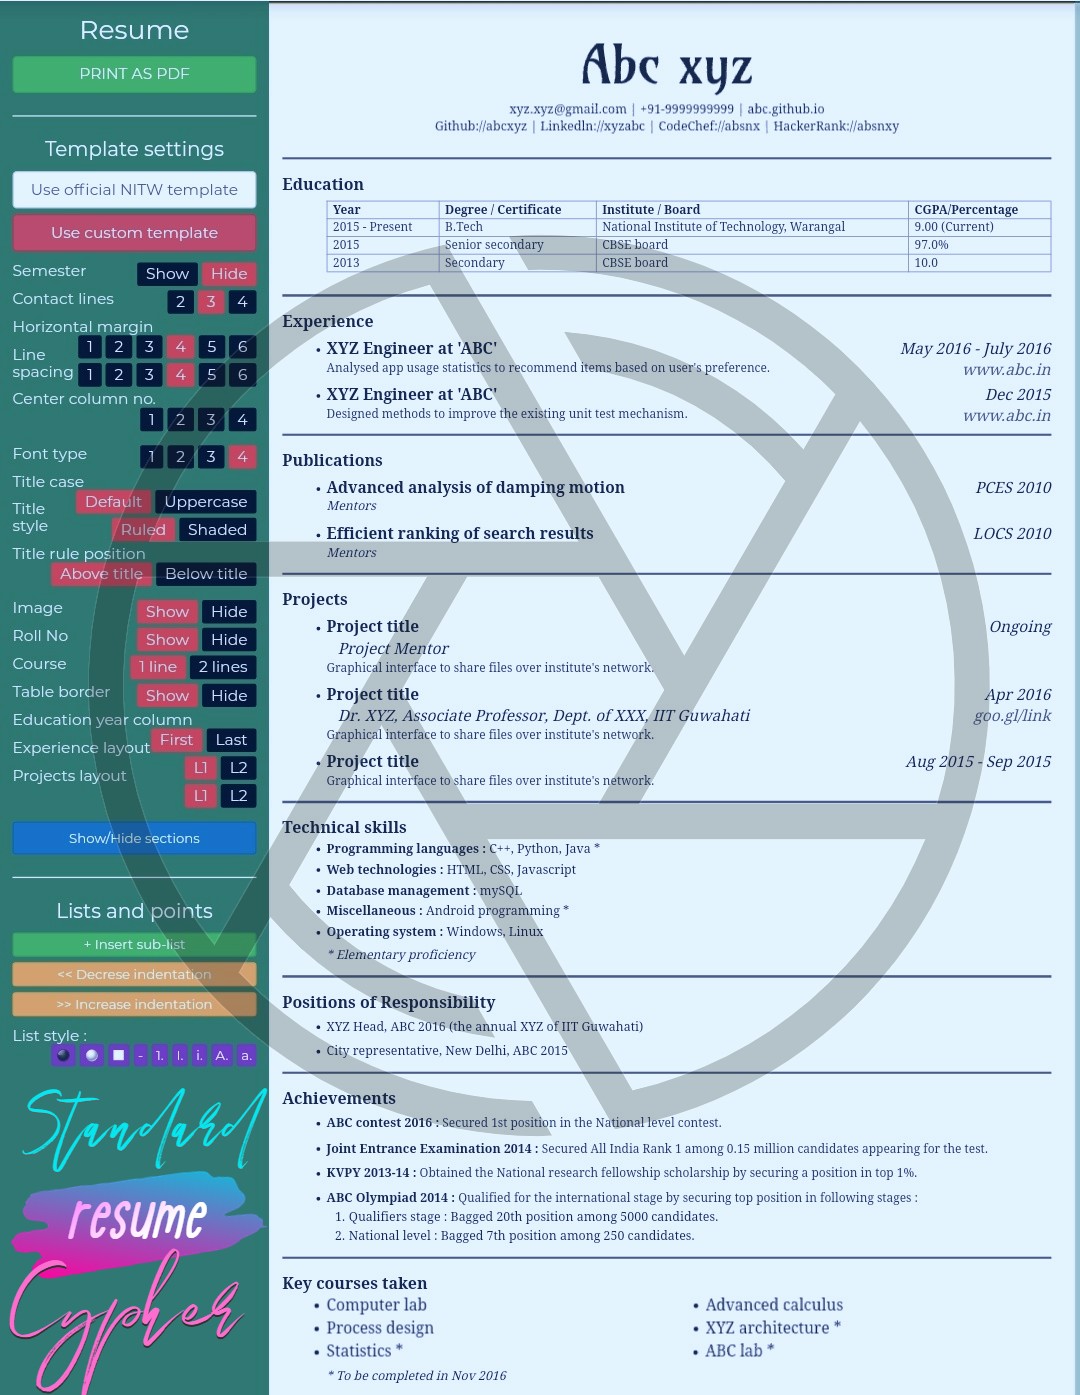 Resume
PRINT AS PDF
Template settings
Use official NITW template
Use custom template
Semester Show Hide
Contact lines 2 3 4
Horizontal margin
1 2 3 4 5 6
Line spacing 1 2 3 4 5 6
Center column no.
1 2 3 4
Font type 1 2 3 4
Title case
Default Uppercase
Title style Ruled Shaded
Title rule position
Above title Below title
Image Show Hide
Roll No Show Hide
Course 1 line 2 lines
Table border Show Hide
Education year column
First Last
Experience layout
L1 L2
Projects layout
L1 L2
Show/Hide sections
Lists and points
+ Insert sub-list
<< Decrese indentation
>> Increase indentation
List style :
- 1. I. i. A. a.
Standard
resume
Cypher
Abc xyz
xyz.xyz@gmail.com | +91-9999999999 | abc.github.io
Github://abcxyz | Linkedln://xyzabc | CodeChef://absnx | HackerRank://absnxy
Education
Year Degree / Certificate Institute / Board CGPA/Percentage
2015 - Present B.Tech National Institute of Technology, Warangal 9.00 (Current)
2015 Senior secondary CBSE board 97.0%
2013 Secondary CBSE board 10.0
Experience
• XYZ Engineer at 'ABC' May 2016 - July 2016
Analysed app usage statistics to recommend items based on user's preference. www.abc.in
• XYZ Engineer at 'ABC' Dec 2015
Designed methods to improve the existing unit test mechanism. www.abc.in
Publications
• Advanced analysis of damping motion PCES 2010
Mentors
• Efficient ranking of search results LOCS 2010
Mentors
Projects
• Project title Ongoing
Project Mentor
Graphical interface to share files over institute's network.
• Project title Apr 2016
Dr. XYZ, Associate Professor, Dept. of XXX, IIT Guwahati goo.gl/link
Graphical interface to share files over institute's network.
• Project title Aug 2015 - Sep 2015
Graphical interface to share files over institute's network.
Technical skills
• Programming languages : C++, Python, Java *
• Web technologies : HTML, CSS, Javascript
• Database management : mySQL
• Miscellaneous : Android programming *
• Operating system : Windows, Linux
* Elementary proficiency
Positions of Responsibility
• XYZ Head, ABC 2016 (the annual XYZ of IIT Guwahati)
• City representative, New Delhi, ABC 2015
Achievements
• ABC contest 2016 : Secured 1st position in the National level contest.
• Joint Entrance Examination 2014 : Secured All India Rank 1 among 0.15 million candidates appearing for the test.
• KVPY 2013-14 : Obtained the National research fellowship scholarship by securing a position in top 1%.
• ABC Olympiad 2014 : Qualified for the international stage by securing top position in following stages :
1. Qualifiers stage : Bagged 20th position among 5000 candidates.
2. National level : Bagged 7th position among 250 candidates.
Key courses taken
• Computer lab • Advanced calculus
• Process design • XYZ architecture *
• Statistics * • ABC lab *
* To be completed in Nov 2016